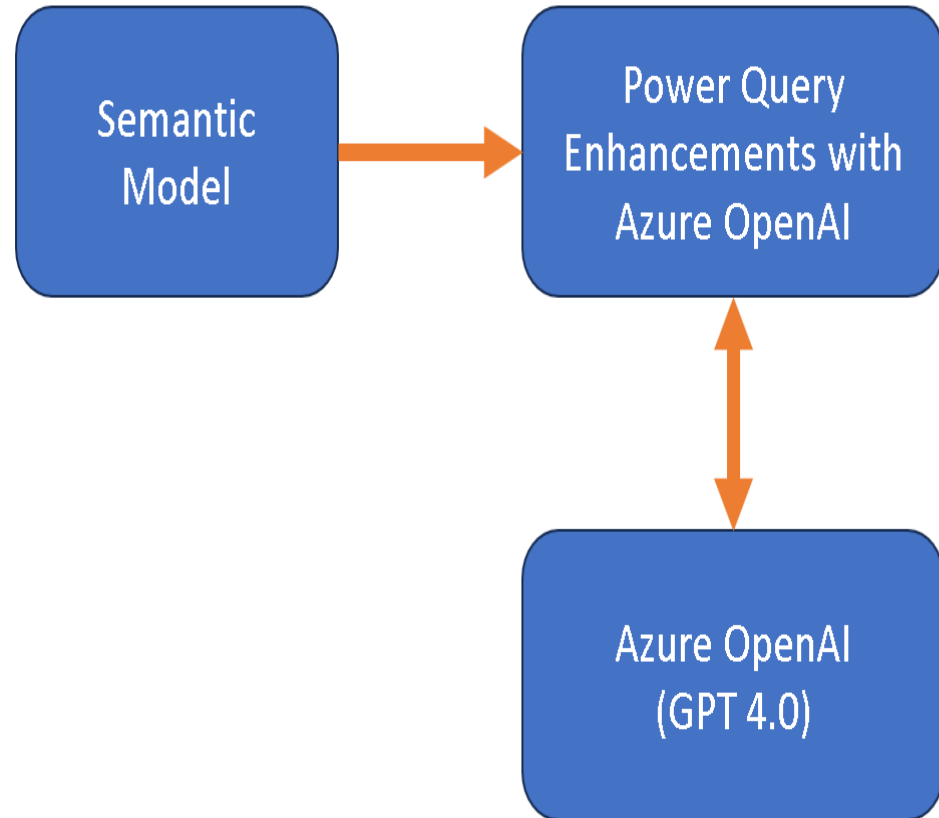 Semantic
Model
Power Query
Enhancements with
Azure OpenAI
Azure OpenAI
(GPT 4.0)